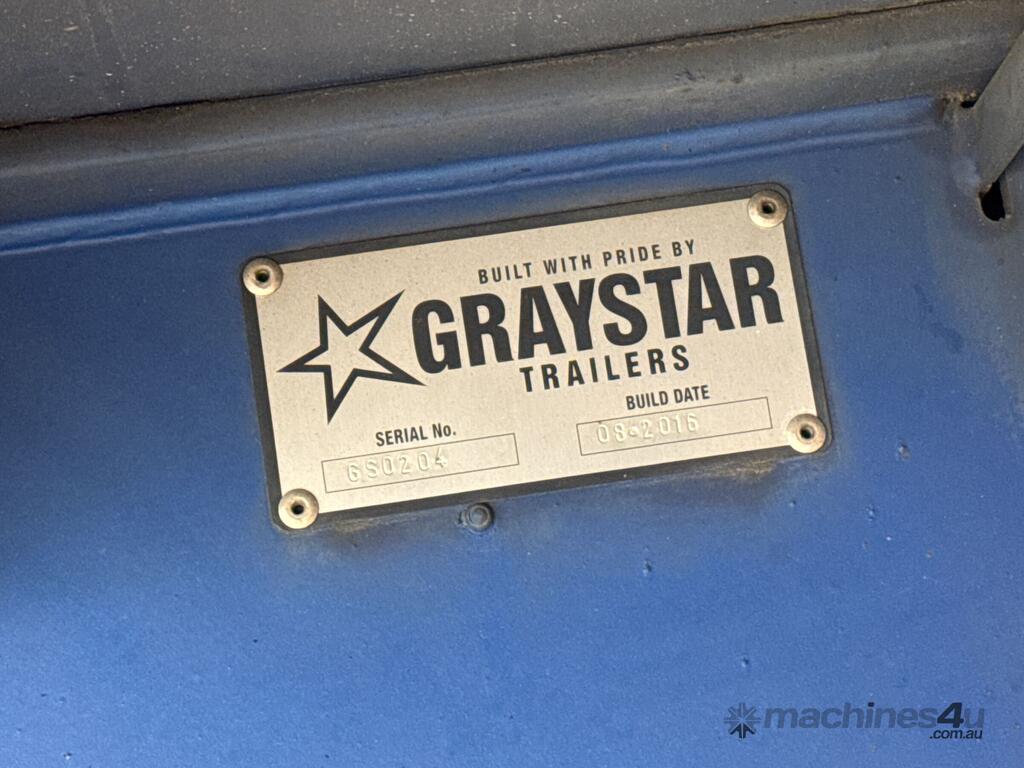 BUILT WITH PRIDE BY
GRAYSTAR
TRAILERS
SERIAL No.
GS0204
BUILD DATE
08-2016
machines4u
.com.au